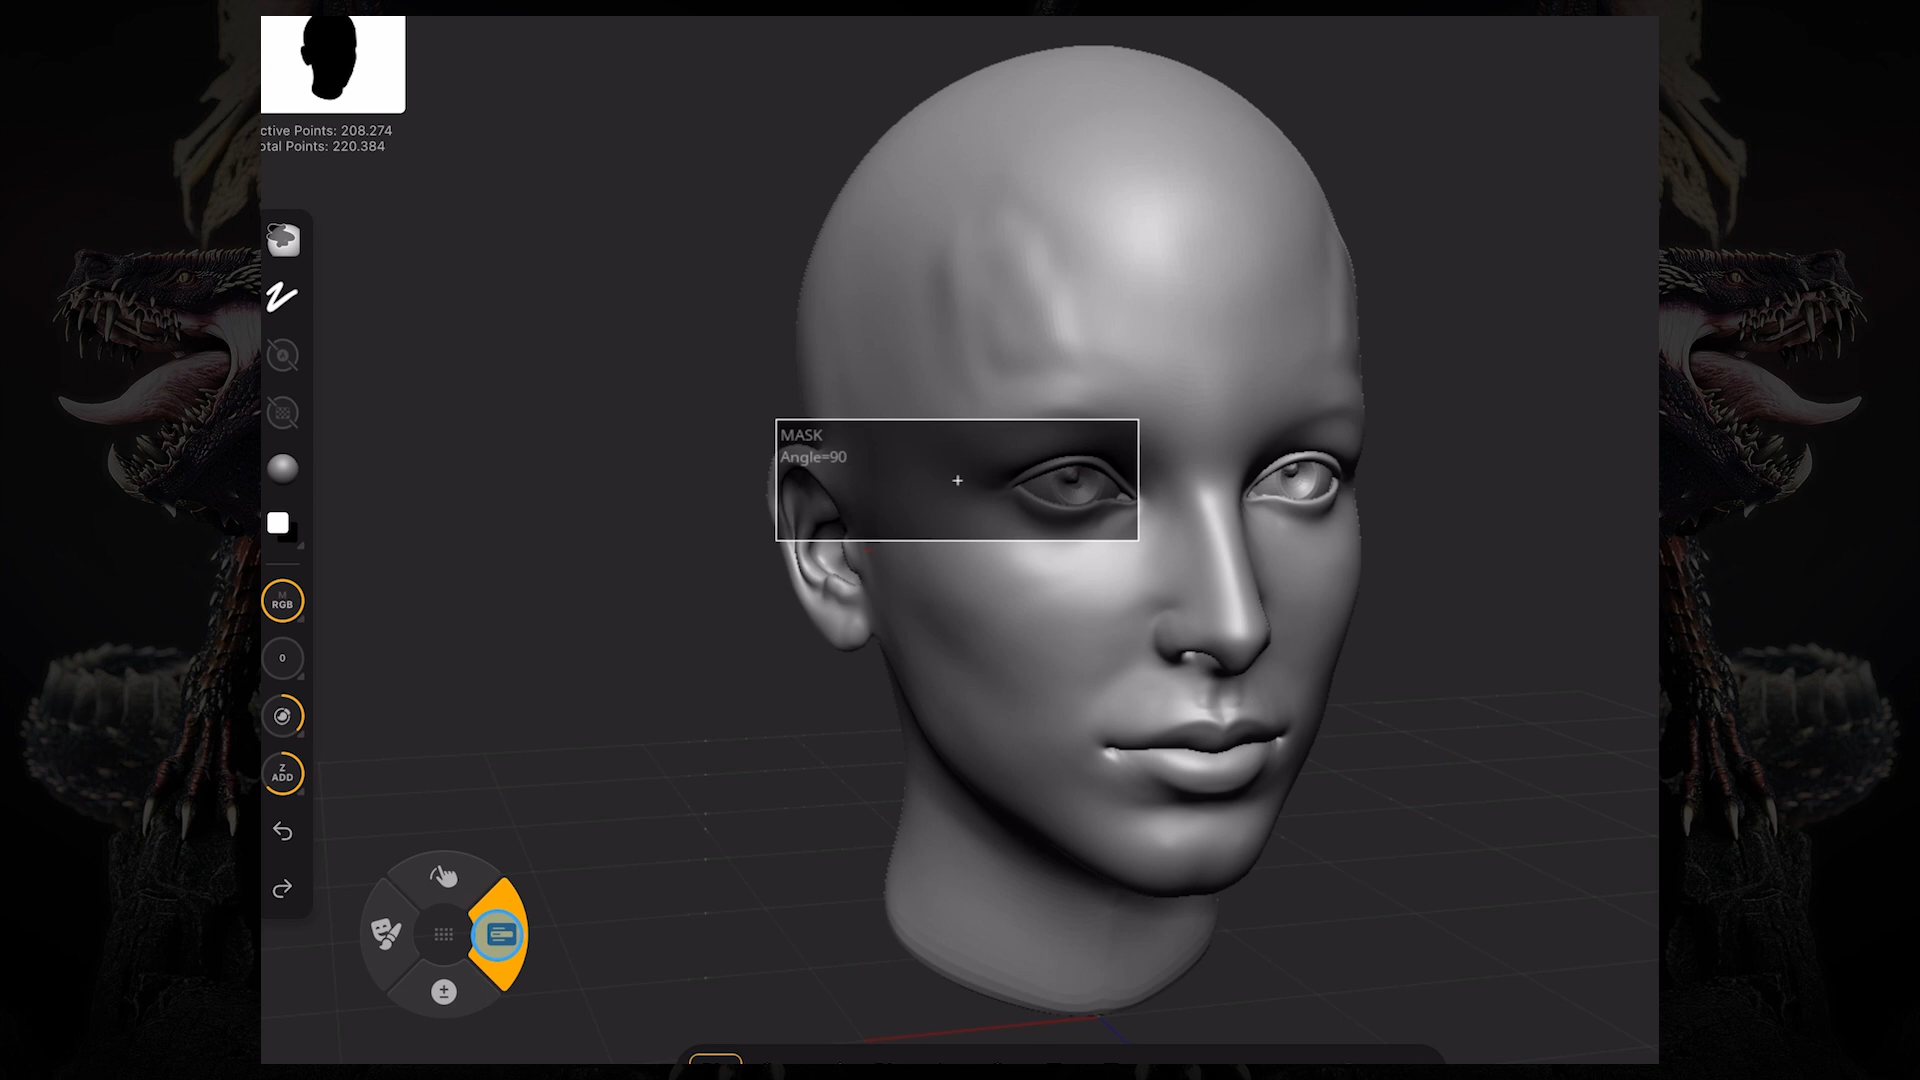 ctive Points: 208.274
otal Points: 220.384
MASK
Angle=90
M
RGB
0
Z
ADD